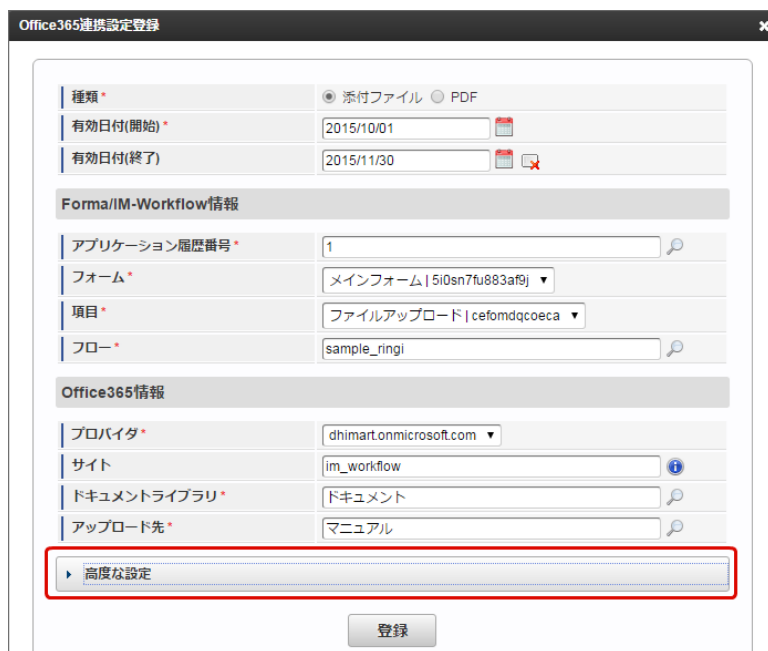 Office365連携設定登録
種類* 添付ファイル PDF
有効日付(開始)* 2015/10/01
有効日付(終了) 2015/11/30
Forma/IM-Workflow情報
アプリケーション履歴番号* 1
フォーム* メインフォーム | 5i0sn7fu883af9j
項目* ファイルアップロード | cefomdqcoeca
フロー* sample_ringi
Office365情報
プロバイダ* dhimart.onmicrosoft.com
サイト im_workflow
ドキュメントライブラリ* ドキュメント
アップロード先* マニュアル
高度な設定
登録